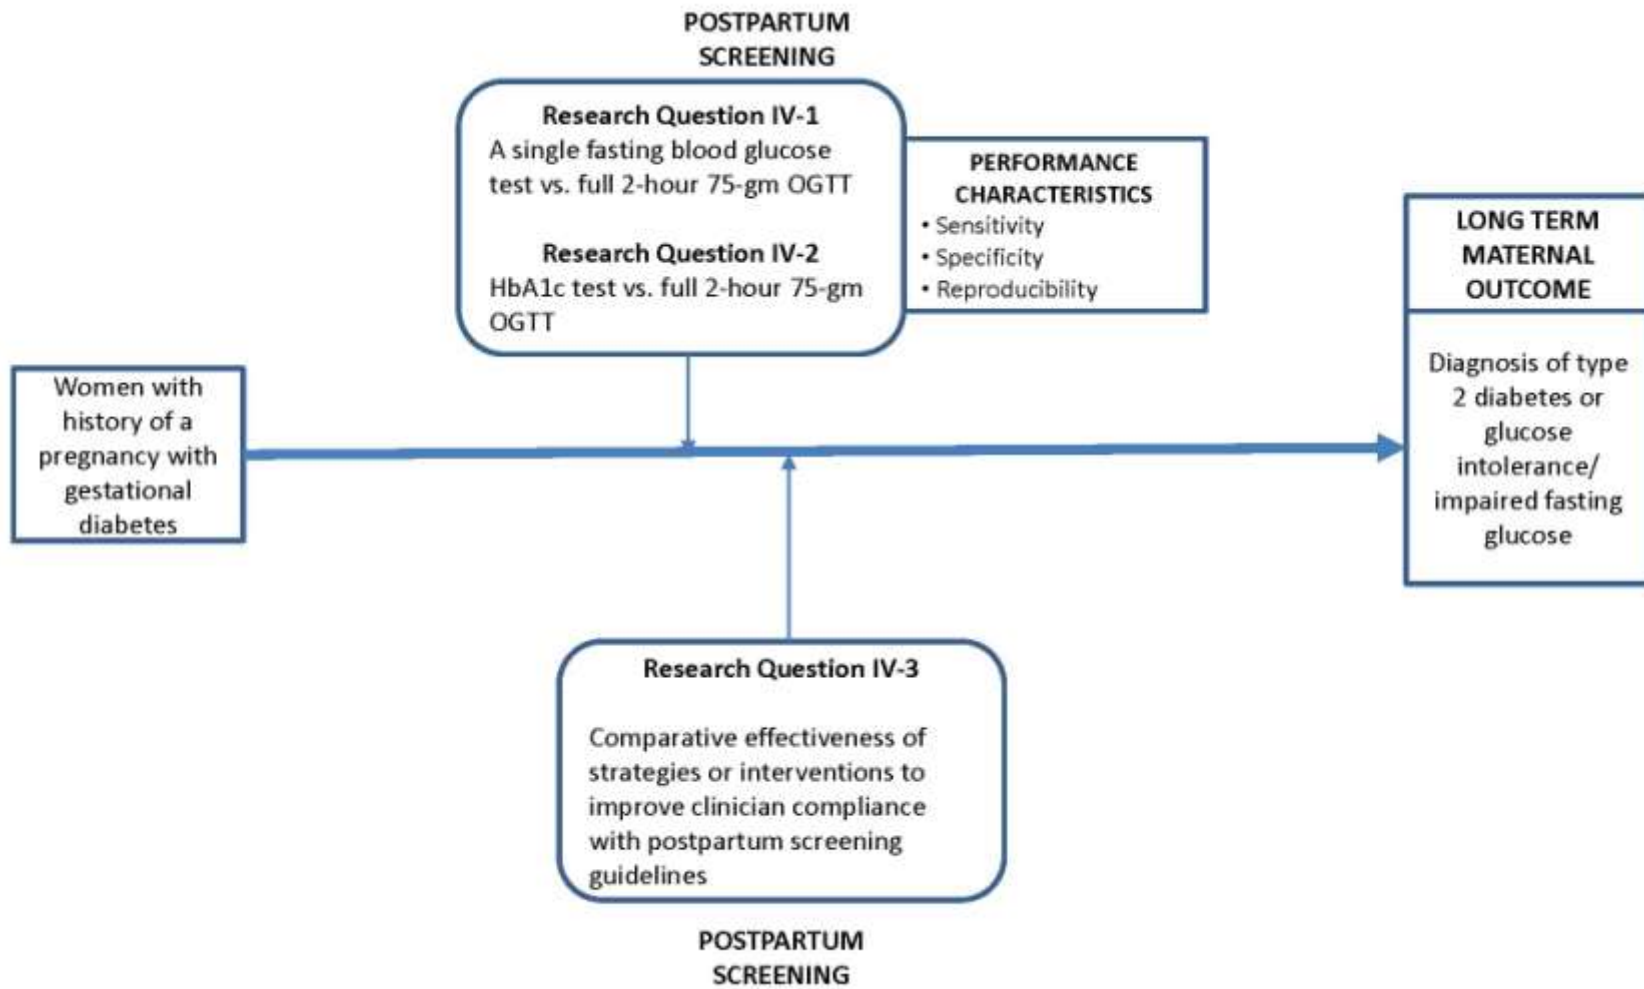 POSTPARTUM
SCREENING
Research Question IV-1
A single fasting blood glucose
test vs. full 2-hour 75-gm OGTT
Research Question IV-2
HbA1c test vs. full 2-hour 75-gm
OGTT
PERFORMANCE
CHARACTERISTICS
• Sensitivity
• Specificity
• Reproducibility
LONG TERM
MATERNAL
OUTCOME
Diagnosis of type
2 diabetes or
glucose
intolerance/
impaired fasting
glucose
Women with
history of a
pregnancy with
gestational
diabetes
Research Question IV-3
Comparative effectiveness of
strategies or interventions to
improve clinician compliance
with postpartum screening
guidelines
POSTPARTUM
SCREENING